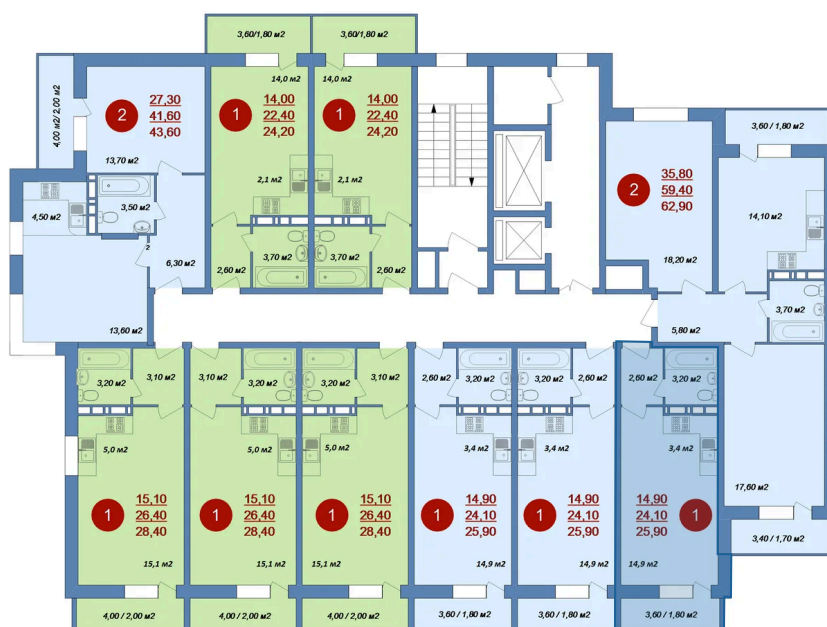 3,60/1,80 м2
3,60/1,80 м2
4,00 м2/ 2,00 м2
2
27,30
41,60
43,60
13,70 м2
14,0 м2
1
14,00
22,40
24,20
2,1 м2
14,0 м2
1
14,00
22,40
24,20
2,1 м2
3,60 / 1,80 м2
2
35,80
59,40
62,90
18,20 м2
14,10 м2
4,50 м2
3,50 м2
2
6,30 м2
13,60 м2
2,60 м2
3,70 м2
3,70 м2
2,60 м2
5,80 м2
3,70 м2
3,20 м2
3,10 м2
3,10 м2
3,20 м2
3,20 м2
3,10 м2
2,60 м2
3,20 м2
3,20 м2
2,60 м2
2,60 м2
3,20 м2
5,0 м2
5,0 м2
5,0 м2
3,4 м2
3,4 м2
3,4 м2
17,60 м2
1
15,10
26,40
28,40
15,1 м2
1
15,10
26,40
28,40
15,1 м2
1
15,10
26,40
28,40
15,1 м2
1
14,90
24,10
25,90
14,9 м2
1
14,90
24,10
25,90
14,9 м2
14,90
24,10
25,90
1
14,9 м2
3,40 / 1,70 м2
4,00 / 2,00 м2
4,00 / 2,00 м2
4,00 / 2,00 м2
3,60 / 1,80 м2
3,60 / 1,80 м2
3,60 / 1,80 м2